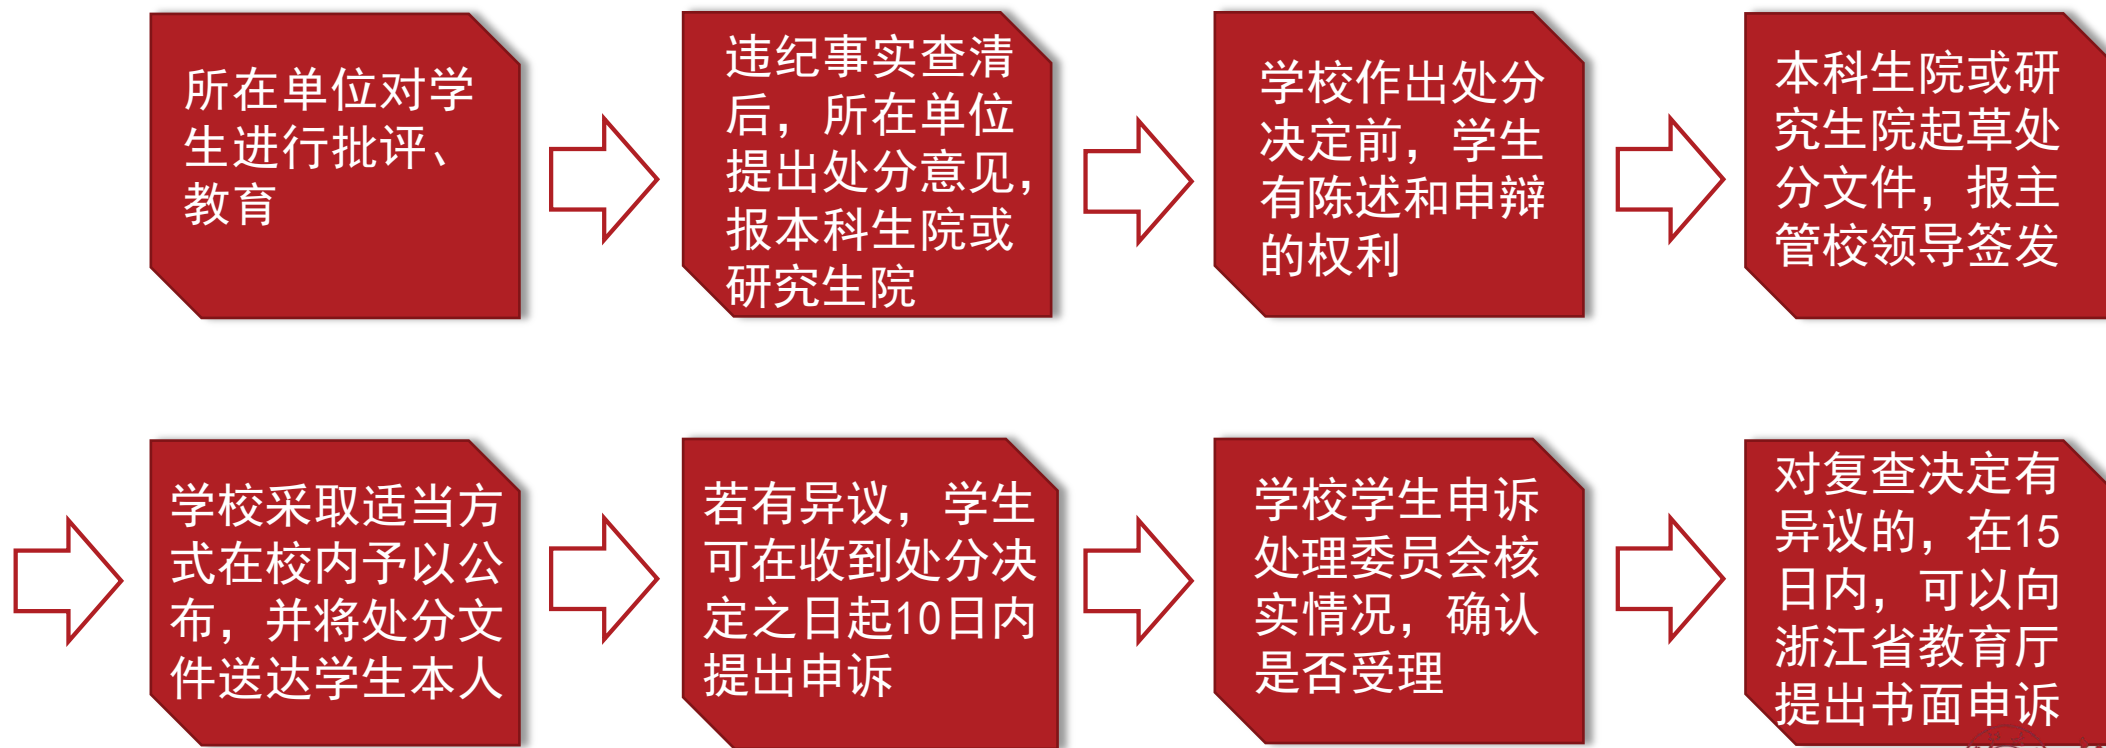 所在单位对学
生进行批评、
教育
违纪事实查清
后，所在单位
提出处分意见，
报本科生院或
研究生院
学校作出处分
决定前，学生
有陈述和申辩
的权利
本科生院或研
究生院起草处
分文件，报主
管校领导签发
学校采取适当方
式在校内予以公
布，并将处分文
件送达学生本人
若有异议，学生
可在收到处分决
定之日起10日内
提出申诉
学校学生申诉
处理委员会核
实情况，确认
是否受理
对复查决定有
异议的，在15
日内，可以向
浙江省教育厅
提出书面申诉